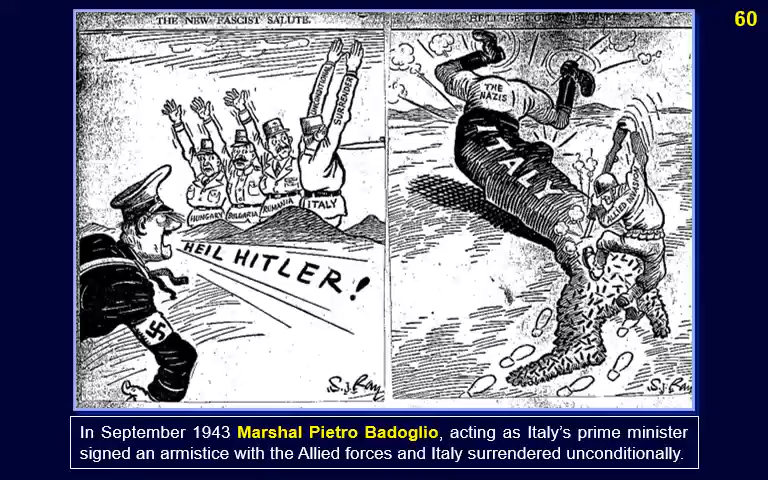 60
THE NEW FASCIST SALUTE.
UNCONDITIONAL
SURRENDER
HUNGARY
BULGARIA
RUMANIA
ITALY
HEIL HITLER!
S.J. Ray
THE NAZIS
ITALY
ALLIED INVASION
S.J. Ray
In September 1943 Marshal Pietro Badoglio, acting as Italy's prime minister
signed an armistice with the Allied forces and Italy surrendered unconditionally.